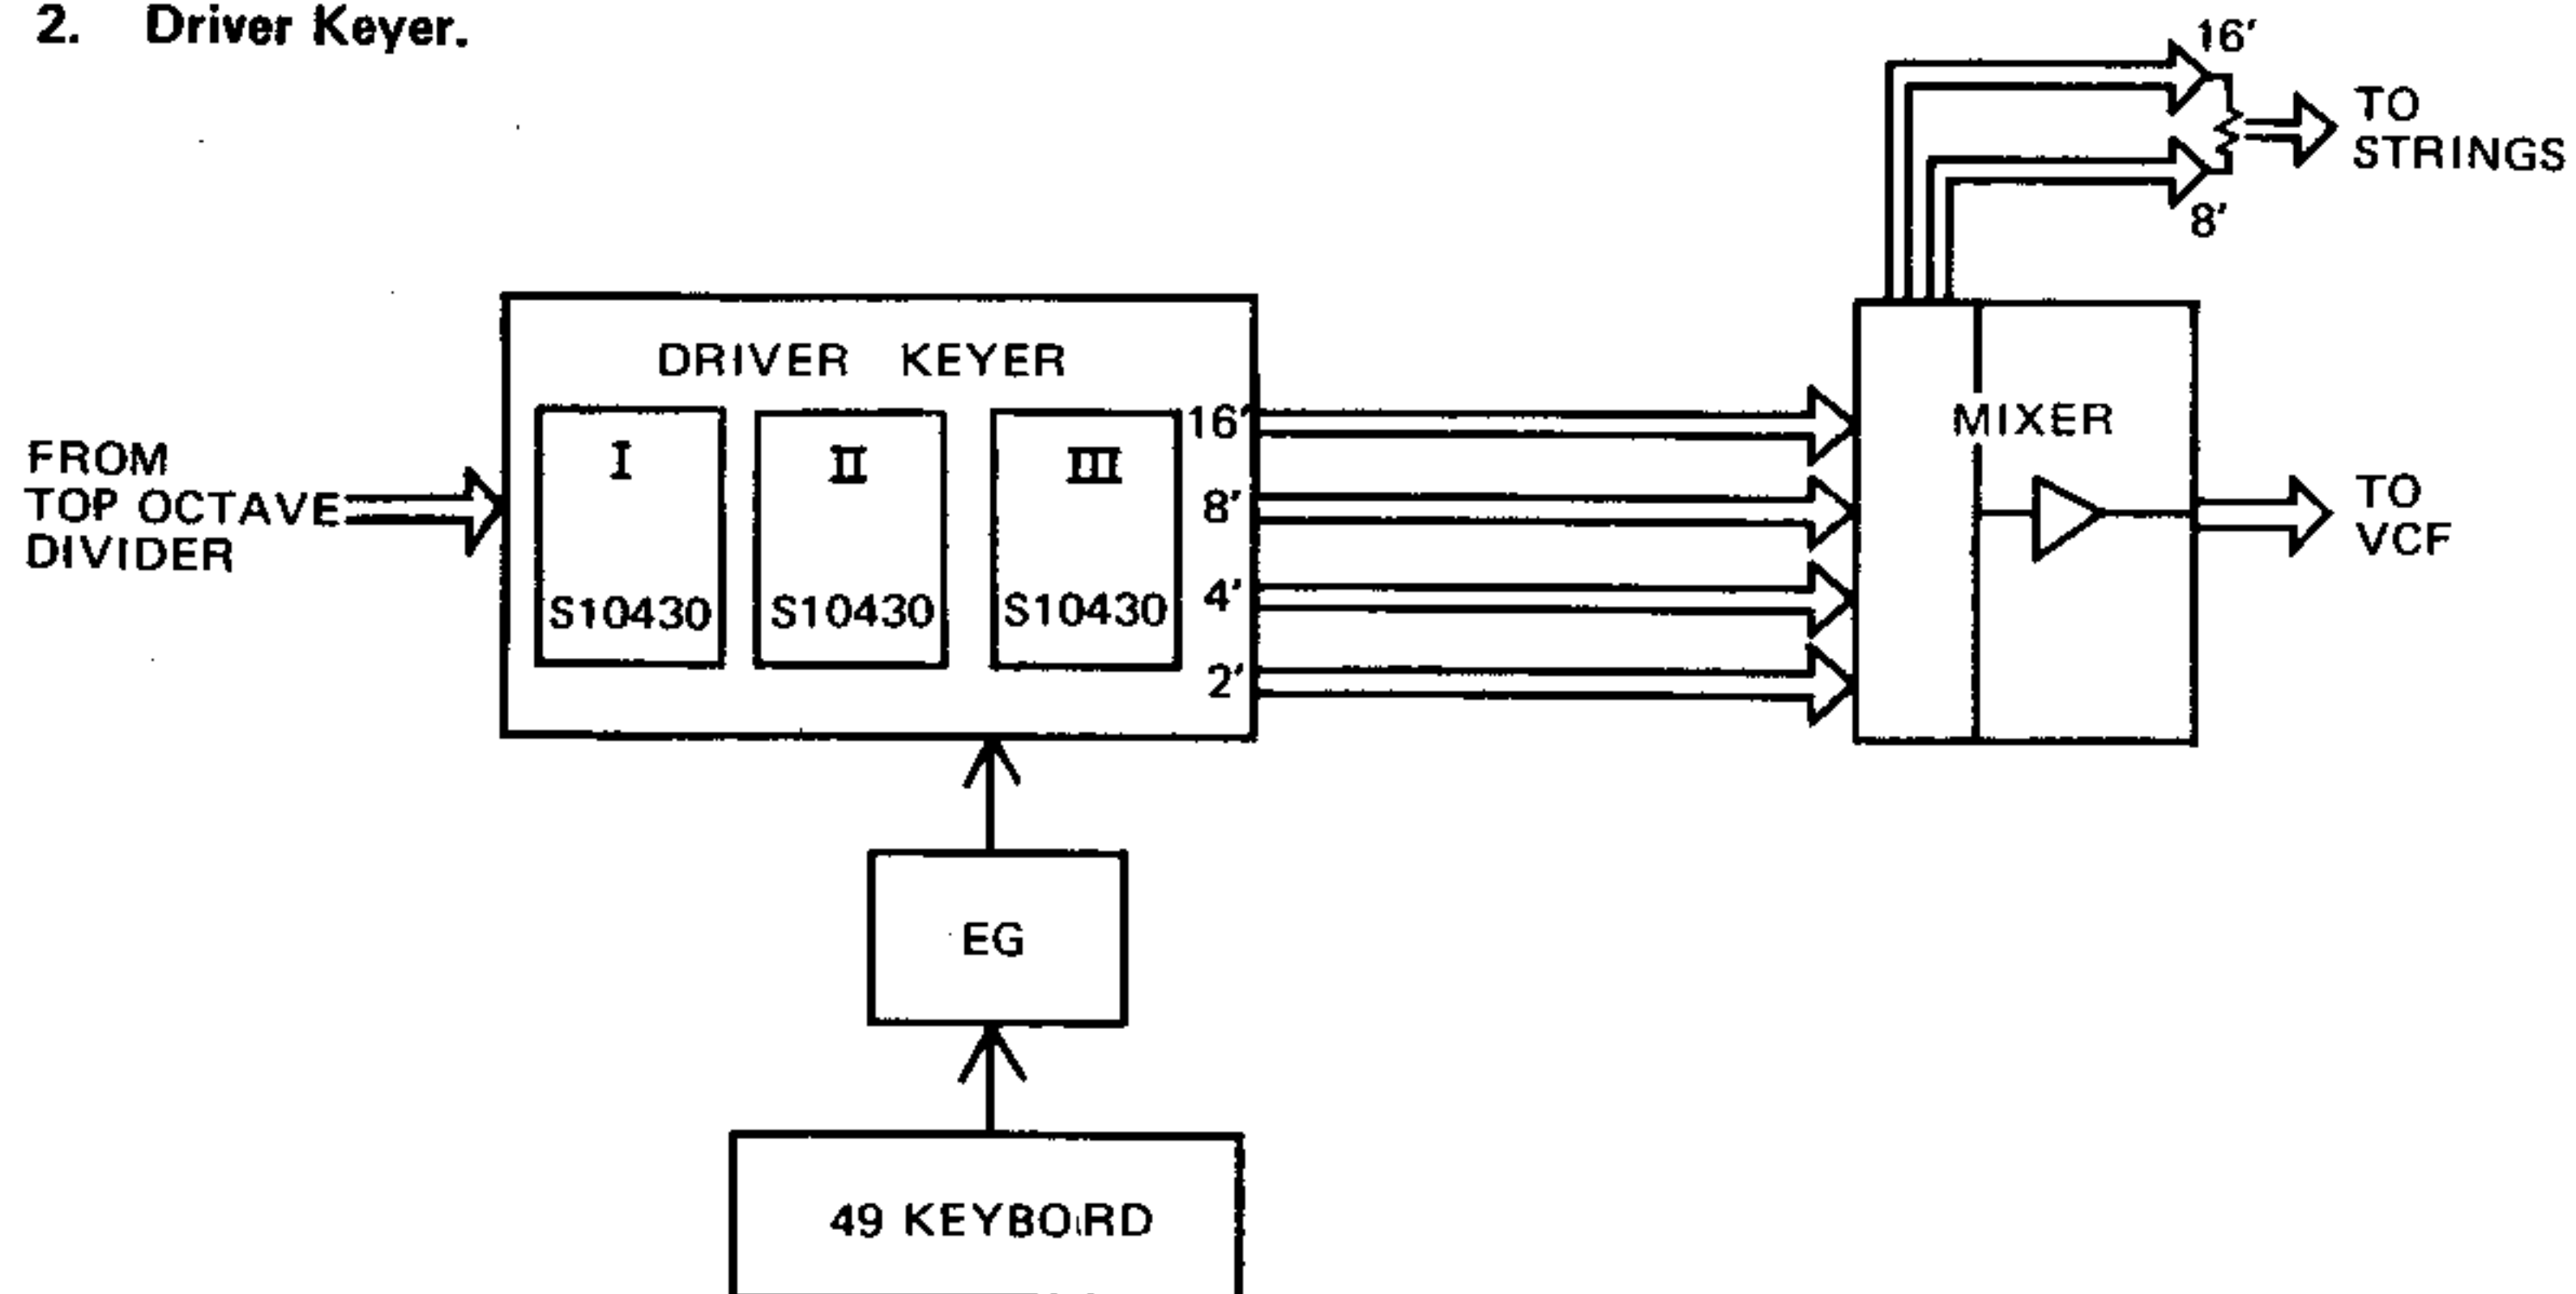 2. Driver Keyer.
16'
TO
STRINGS
8'
DRIVER KEYER
I
II
III
S10430
S10430
S10430
16'
8'
4'
2'
FROM
TOP OCTAVE
DIVIDER
MIXER
TO
VCF
EG
49 KEYBORD